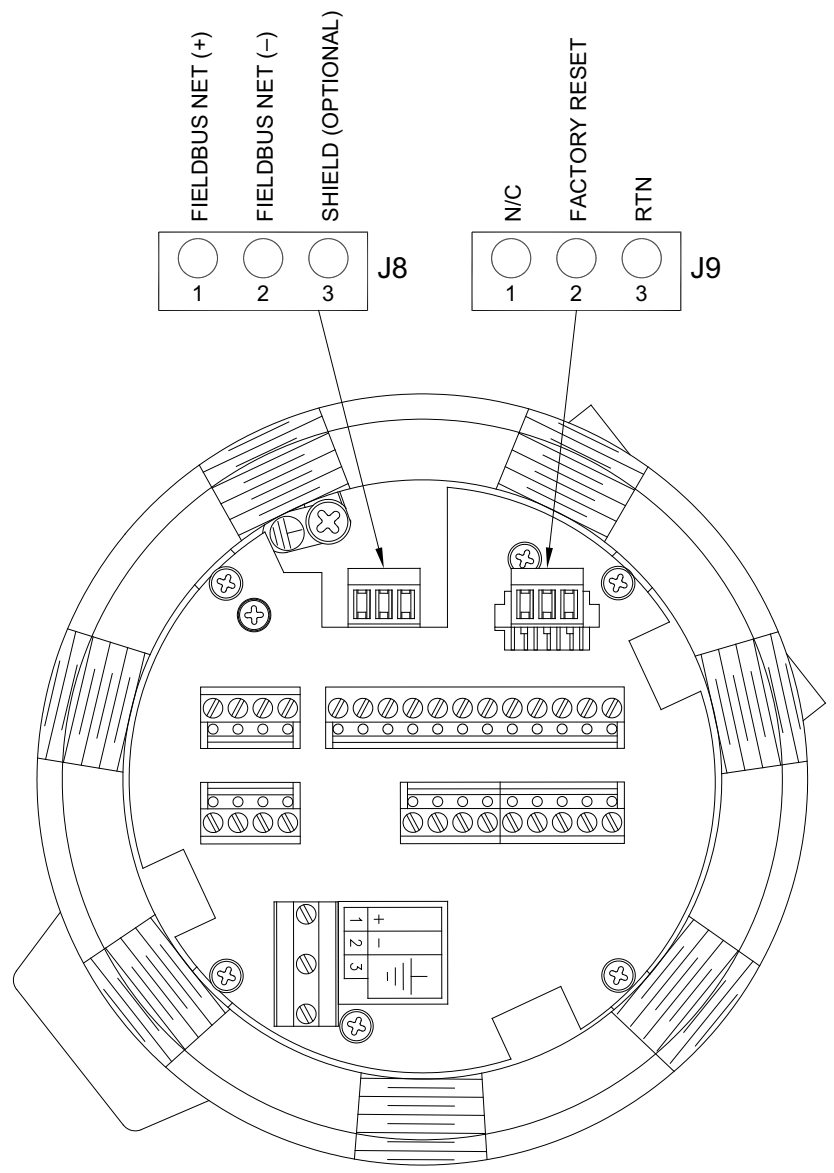 FIELDBUS NET (+)
FIELDBUS NET (–)
SHIELD (OPTIONAL)
N/C
FACTORY RESET
RTN
1 2 3
J8
1 2 3
J9
1 +
2 –
3